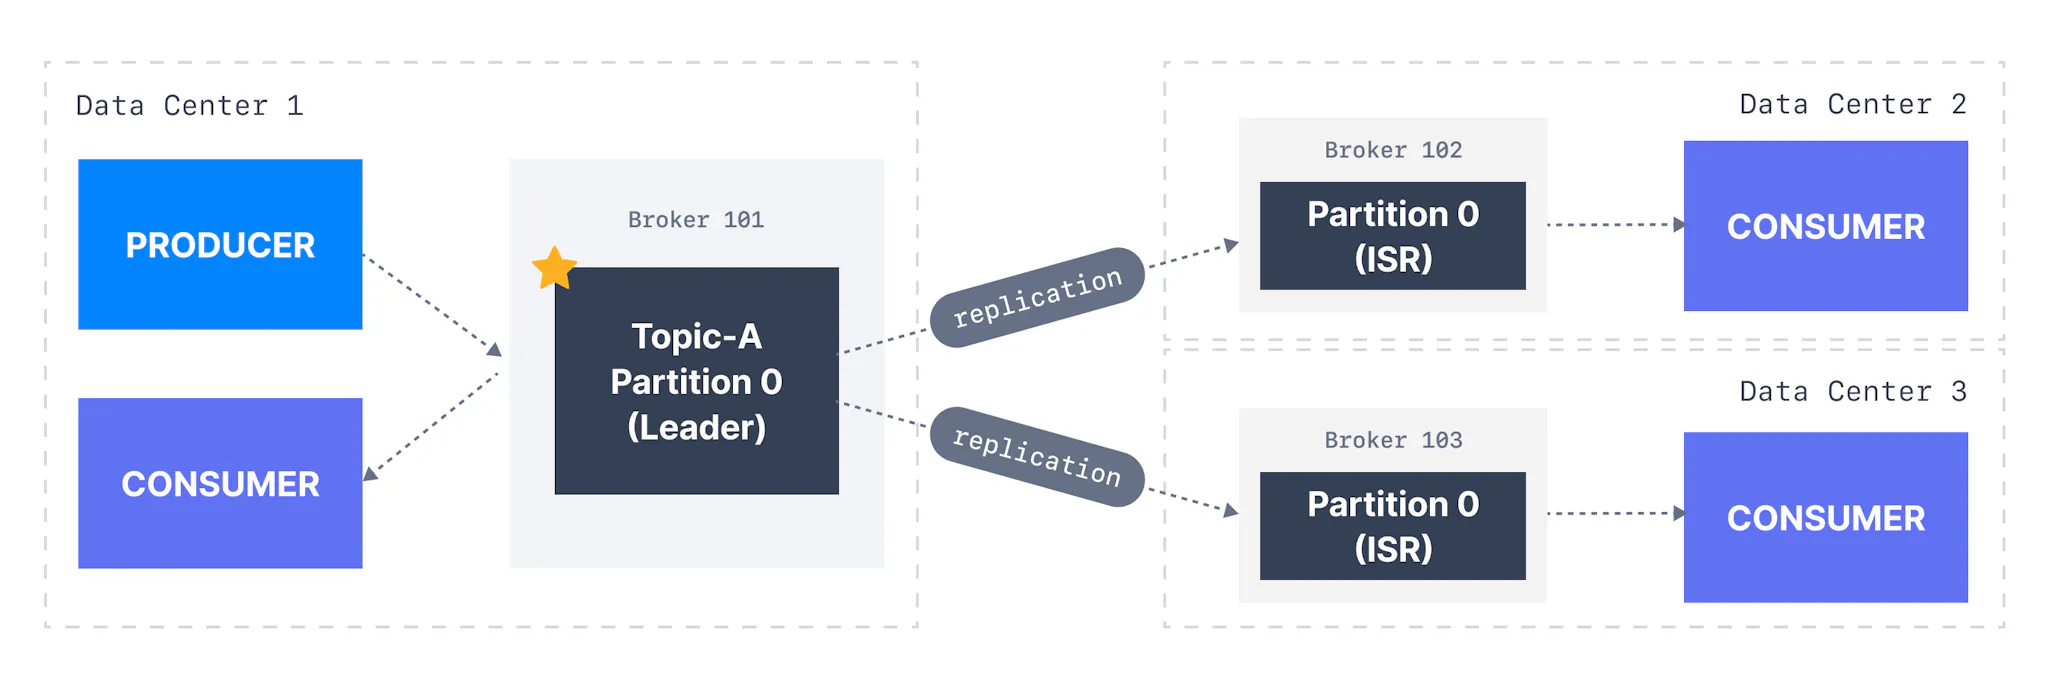 Data Center 1
PRODUCER
CONSUMER
Broker 101
Topic-A
Partition 0
(Leader)
replication
replication
Data Center 2
Broker 102
Partition 0
(ISR)
CONSUMER
Data Center 3
Broker 103
Partition 0
(ISR)
CONSUMER